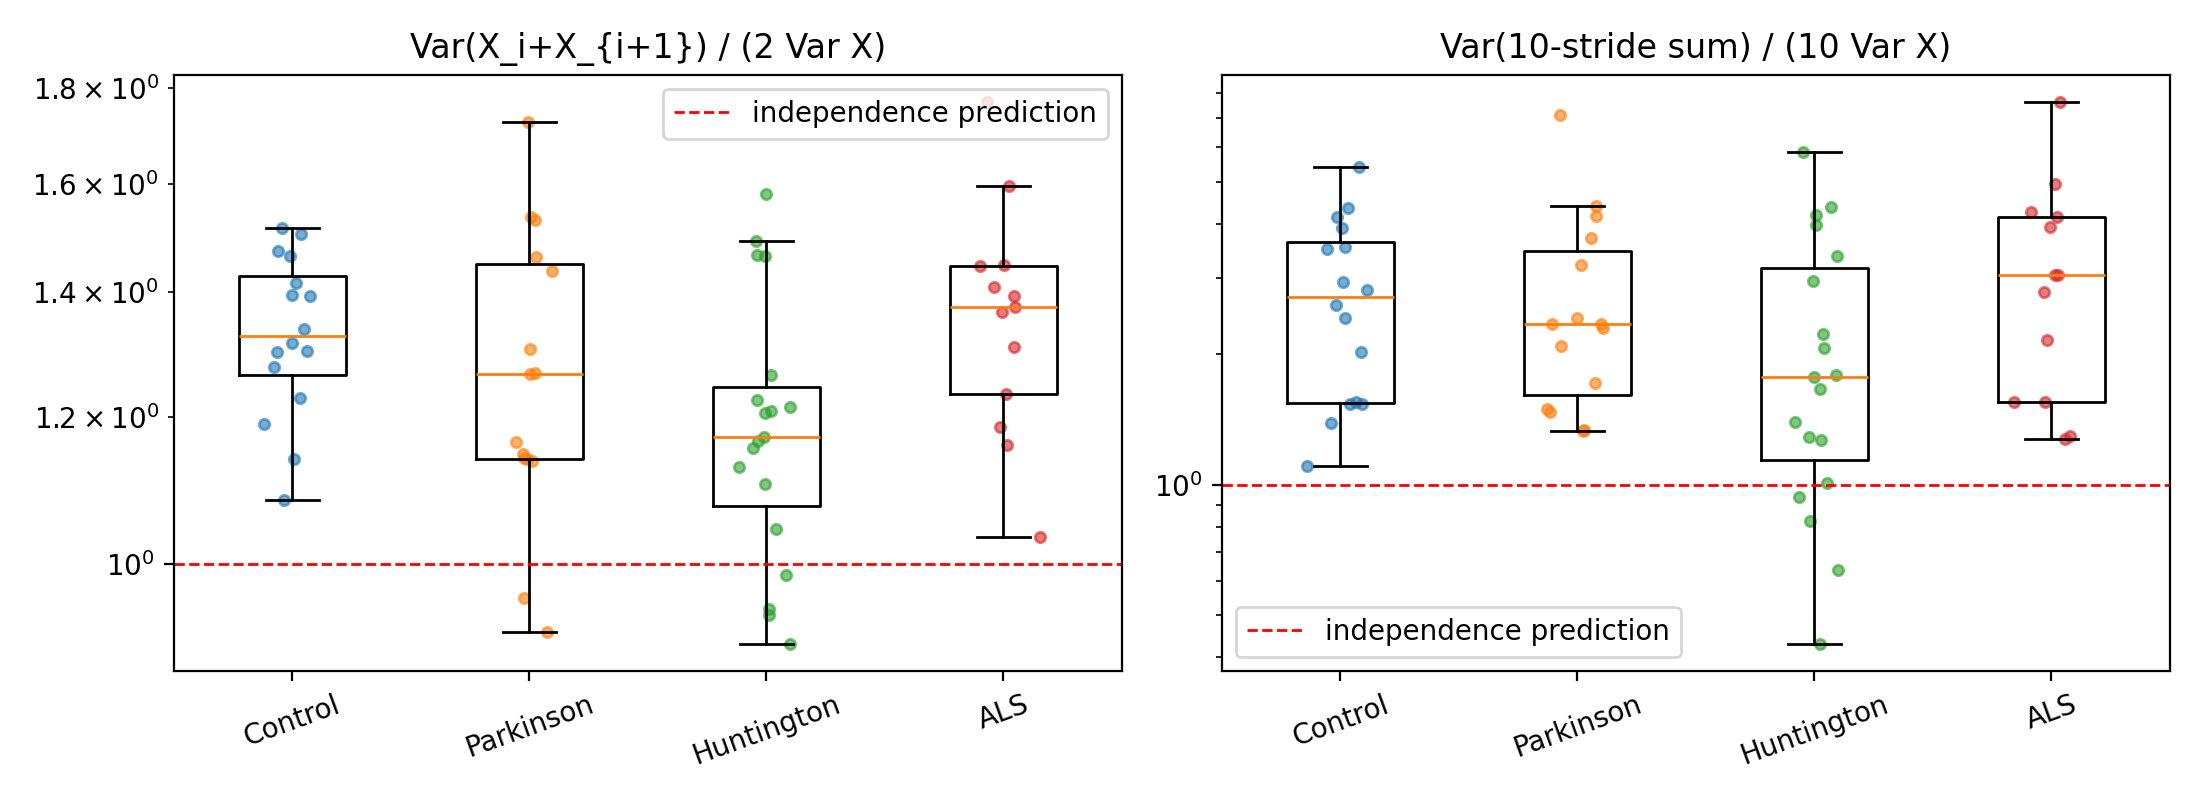 Var(X_i+X_{i+1}) / (2 Var X)
1.8 × 10⁰
1.6 × 10⁰
1.4 × 10⁰
1.2 × 10⁰
10⁰
independence prediction
Control
Parkinson
Huntington
ALS
Var(10-stride sum) / (10 Var X)
10⁰
independence prediction
Control
Parkinson
Huntington
ALS